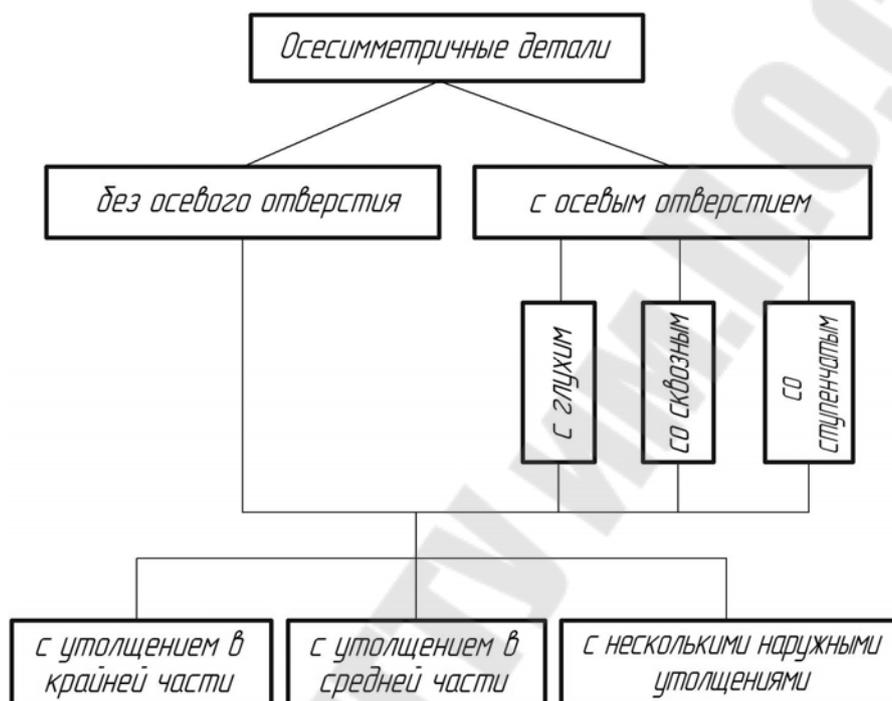 Осесимметричные детали
без осевого отверстия
с осевым отверстием
с глухим
со сквозным
со
ступенчатым
с утолщением в
крайней части
с утолщением в
средней части
с несколькими наружными
утолщениями